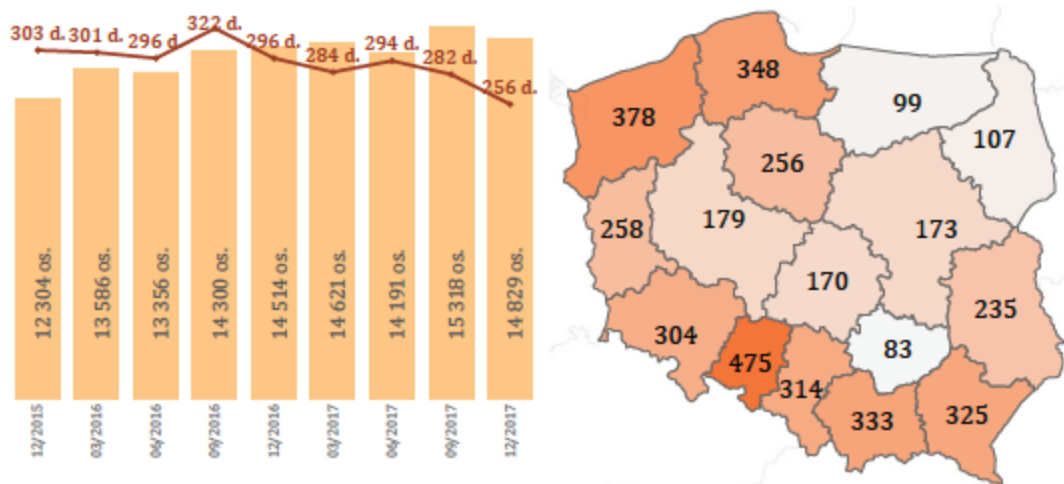 303 d.
301 d.
296 d.
322 d.
296 d.
284 d.
294 d.
282 d.
256 d.
12 304 os.
13 586 os.
13 356 os.
14 300 os.
14 514 os.
14 621 os.
14 191 os.
15 318 os.
14 829 os.
12/2015
03/2016
06/2016
09/2016
12/2016
03/2017
06/2017
09/2017
12/2017
348
378
99
107
256
258
179
173
170
235
304
83
475
314
333
325